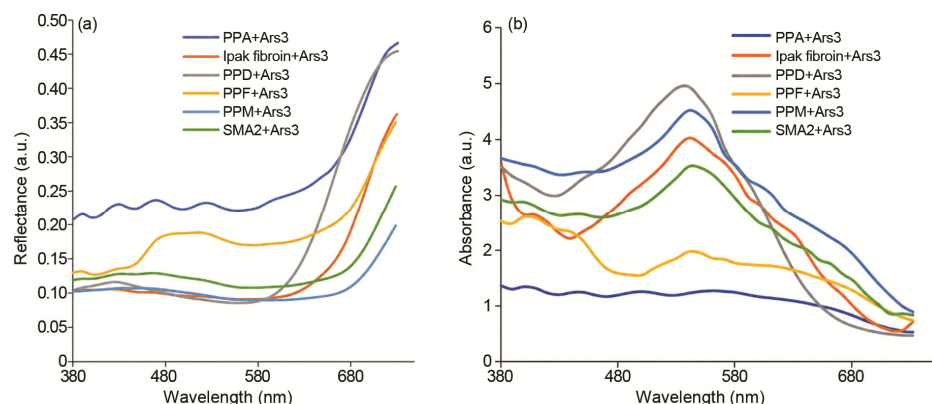 (a)
0.50
0.45
0.40
0.35
0.30
0.25
0.20
0.15
0.10
0.05
0
Reflectance (a.u.)
PPA+Ars3
Ipak fibroin+Ars3
PPD+Ars3
PPF+Ars3
PPM+Ars3
SMA2+Ars3
380 480 580 680
Wavelength (nm)
(b)
6
5
4
3
2
1
0
Absorbance (a.u.)
PPA+Ars3
Ipak fibroin+Ars3
PPD+Ars3
PPF+Ars3
PPM+Ars3
SMA2+Ars3
380 480 580 680
Wavelength (nm)